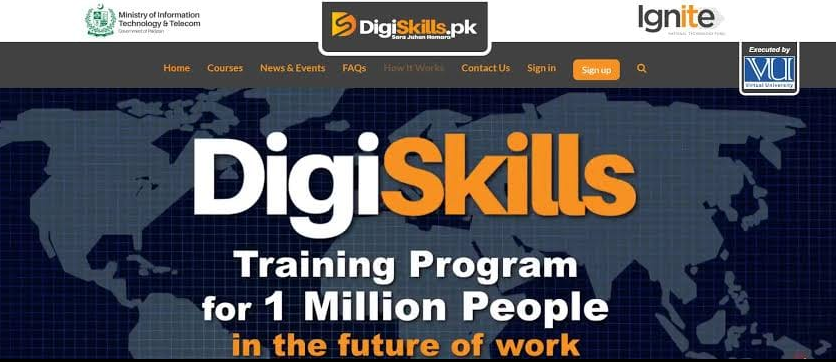 Ministry of Information
Technology & Telecom
Government of Pakistan
DigiSkills.pk
Sara Jahan Hamara
Ignite
NATIONAL TECHNOLOGY FUND
Home Courses News & Events FAQs How It Works Contact Us Sign in Sign up
Executed by
VU
Virtual University
DigiSkills
Training Program
for 1 Million People
in the future of work